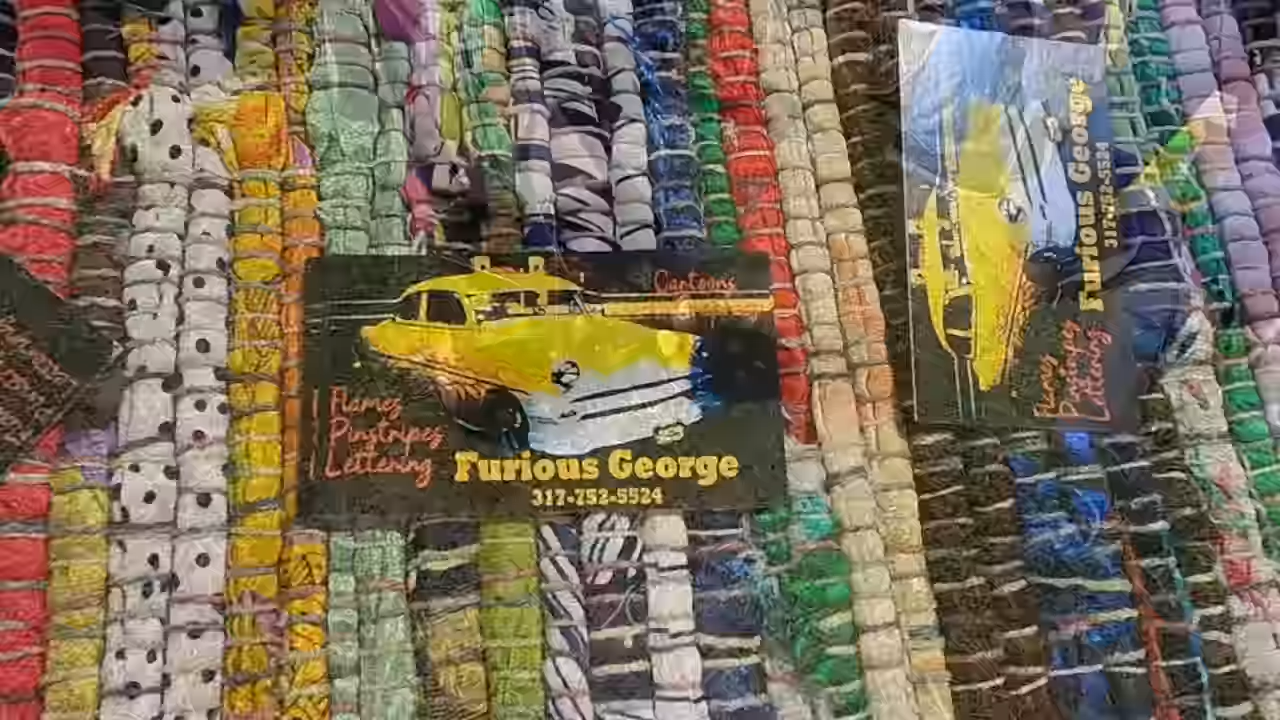 Cartoons
Flames
Pinstripes
Lettering
Furious George
317-752-5524
Furious George
317-752-5524
Flames
Pinstripes
Lettering